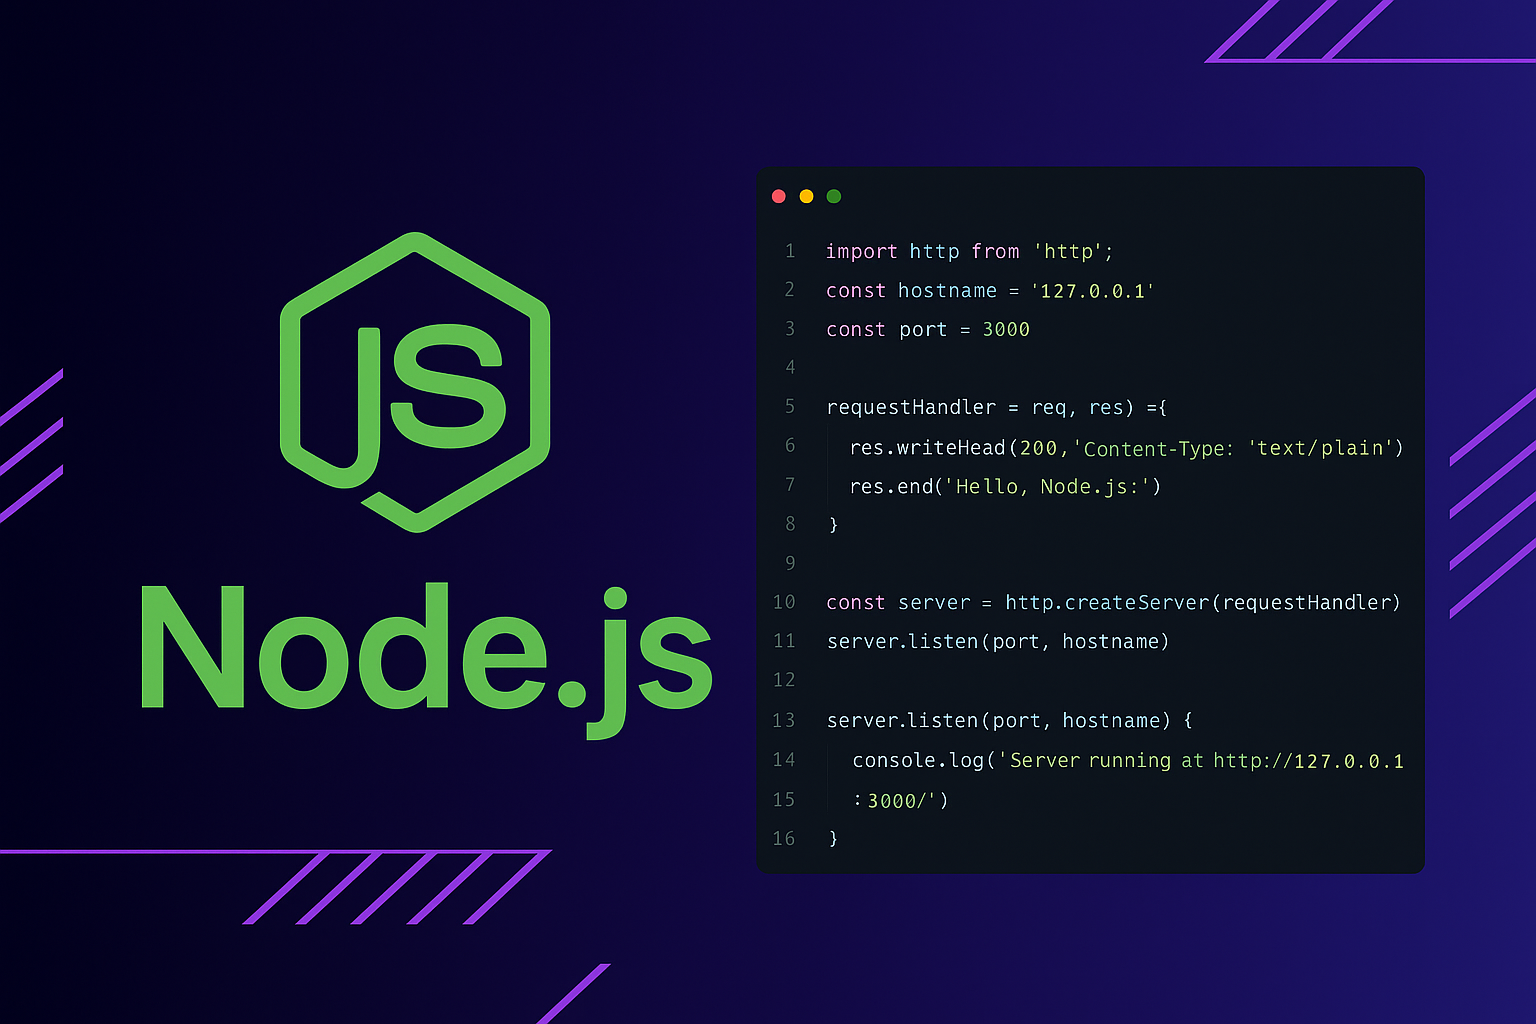 JS
Node.js
1 import http from 'http';
2 const hostname = '127.0.0.1'
3 const port = 3000
4
5 requestHandler = req, res) ={
6 res.writeHead(200,'Content-Type: 'text/plain')
7 res.end('Hello, Node.js:')
8 }
9
10 const server = http.createServer(requestHandler)
11 server.listen(port, hostname)
12
13 server.listen(port, hostname) {
14 console.log('Server running at http://127.0.0.1
15 :3000/')
16 }